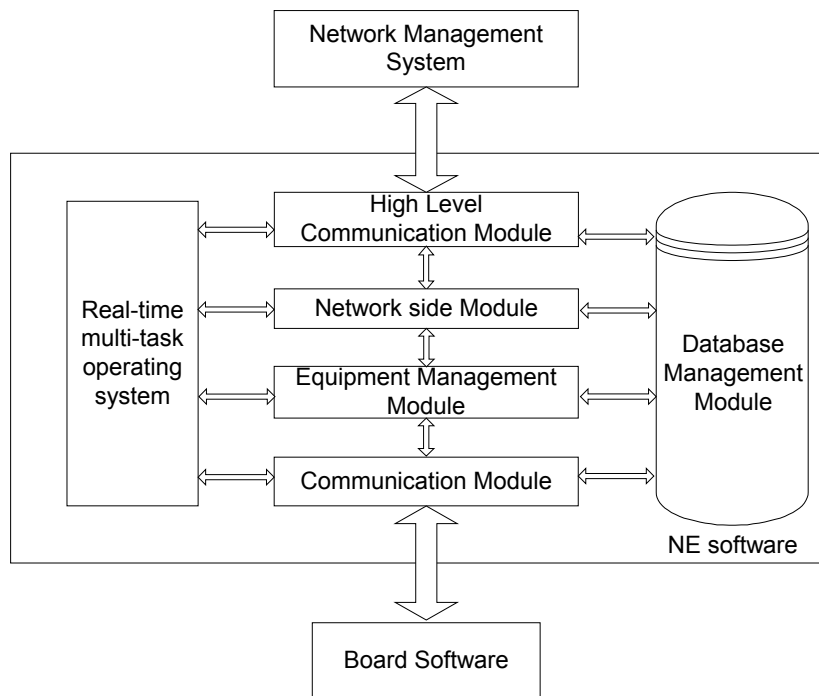 Network Management
System
High Level
Communication Module
Network side Module
Equipment Management
Module
Communication Module
Real-time
multi-task
operating
system
Database
Management
Module
NE software
Board Software